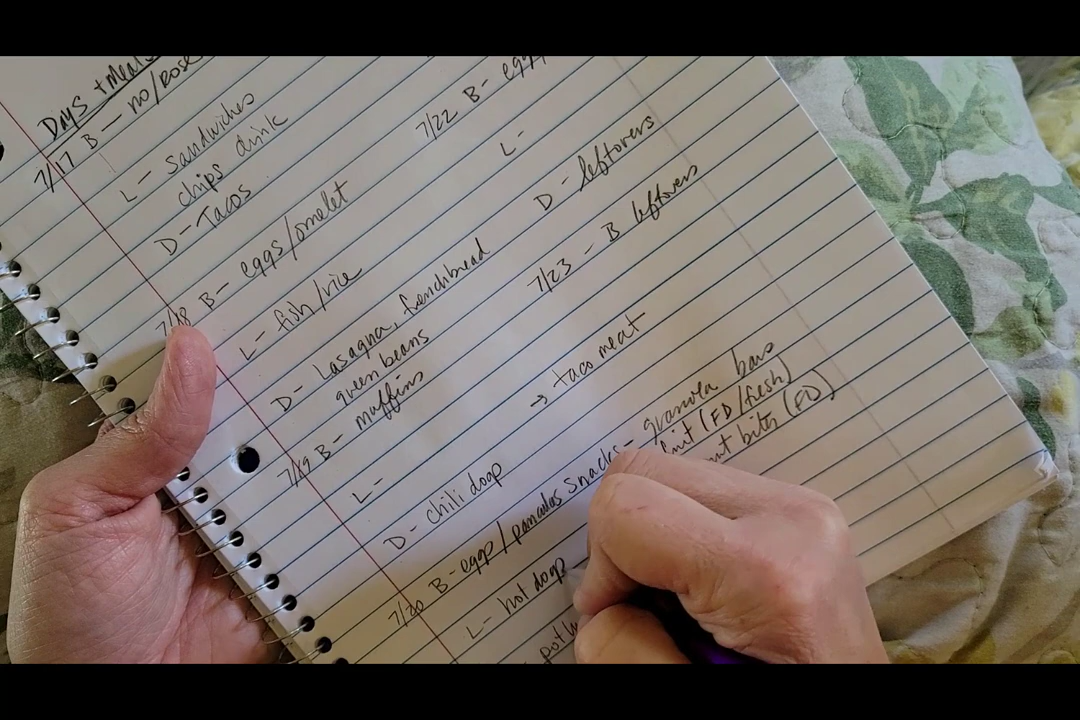 Days + Meals
7/17 B - no/
L - sandwiches
chips drink
D - Tacos
7/18 B - eggs/omelet
L - fish/rice
D - Lasagna, frenchbread
green beans
7/19 B - muffins
L -
D - chili dogs
7/20 B - eggs/pancakes
L - hot dogs
7/22 B - eggs
L -
D - leftovers
7/23 - B leftovers
→ taco meat
snacks - granola bars
fruit (FD/fresh)
bites (FD)